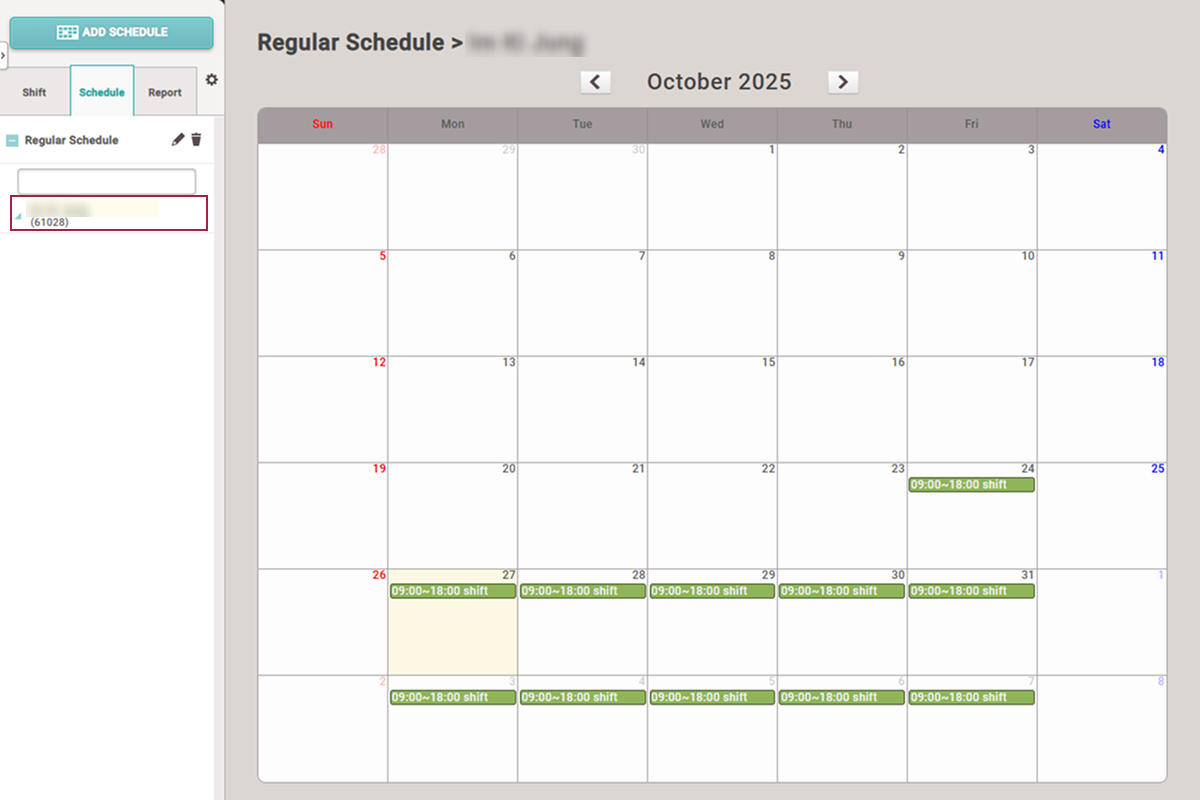 ADD SCHEDULE
Shift Schedule Report
Regular Schedule
(61028)
Regular Schedule >
October 2025
Sun Mon Tue Wed Thu Fri Sat
28 29 30 1 2 3 4
5 6 7 8 9 10 11
12 13 14 15 16 17 18
19 20 21 22 23 24 25
09:00~18:00 shift
26 27 28 29 30 31 1
09:00~18:00 shift 09:00~18:00 shift 09:00~18:00 shift 09:00~18:00 shift 09:00~18:00 shift
2 3 4 5 6 7 8
09:00~18:00 shift 09:00~18:00 shift 09:00~18:00 shift 09:00~18:00 shift 09:00~18:00 shift